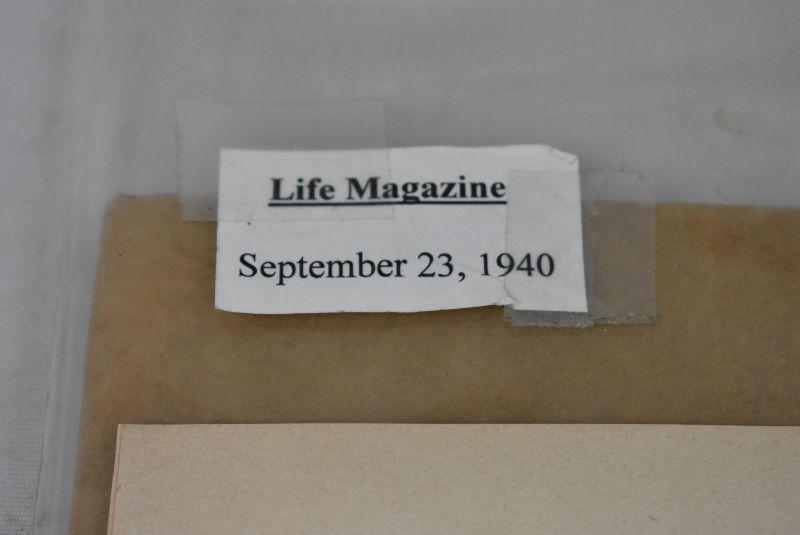 Life Magazine
September 23, 1940